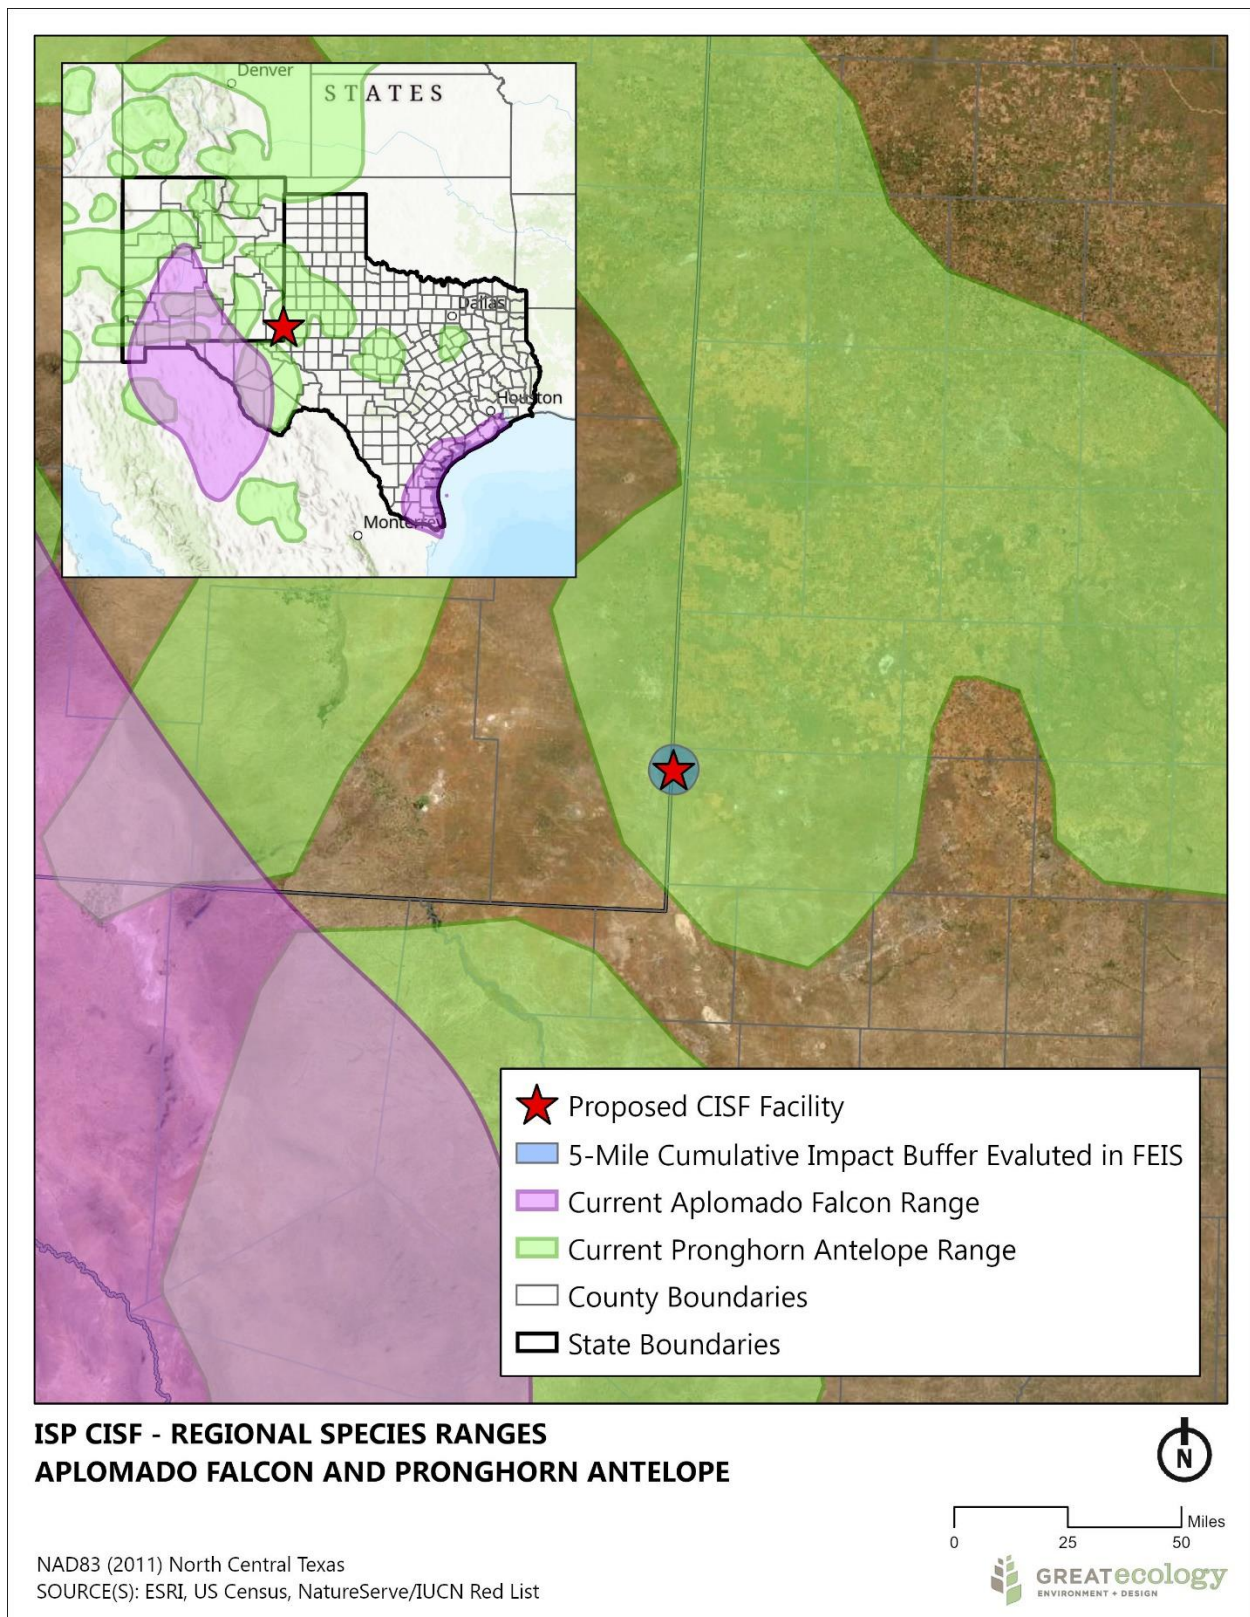 Denver
STATES
Dallas
Houston
Monterrey
Proposed CISF Facility
5-Mile Cumulative Impact Buffer Evaluted in FEIS
Current Aplomado Falcon Range
Current Pronghorn Antelope Range
County Boundaries
State Boundaries
ISP CISF - REGIONAL SPECIES RANGES
APLOMADO FALCON AND PRONGHORN ANTELOPE
N
Miles
0 25 50
NAD83 (2011) North Central Texas
SOURCE(S): ESRI, US Census, NatureServe/IUCN Red List
GREATecology
ENVIRONMENT + DESIGN